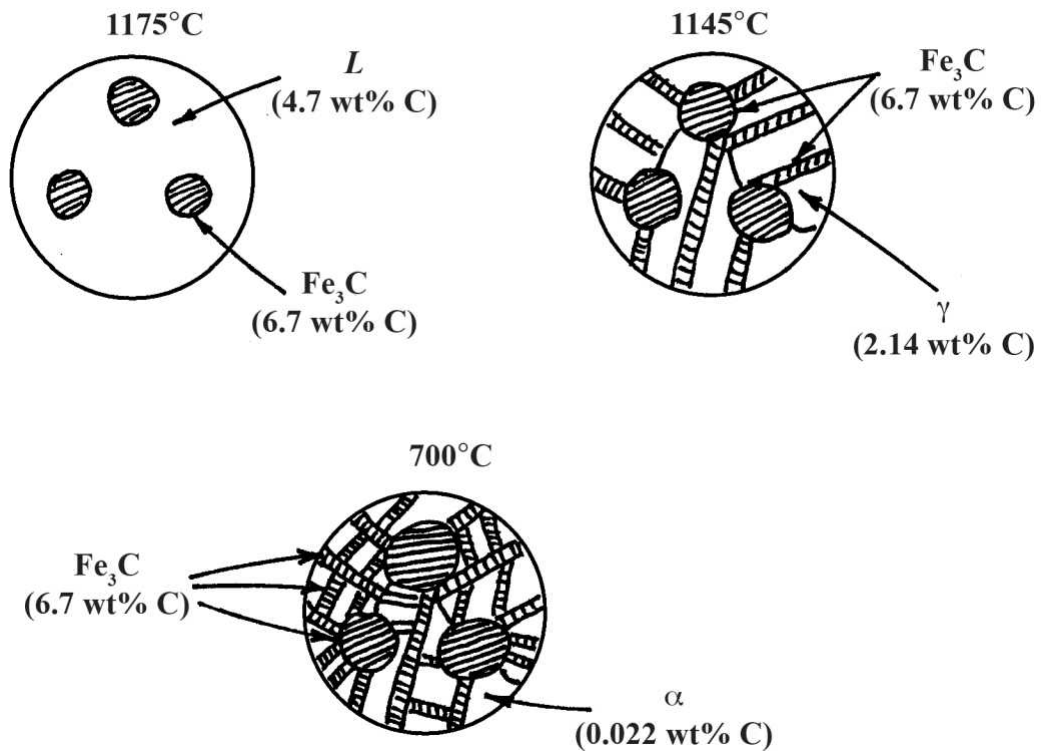 1175°C
L
(4.7 wt% C)
Fe₃C
(6.7 wt% C)
1145°C
Fe₃C
(6.7 wt% C)
γ
(2.14 wt% C)
700°C
Fe₃C
(6.7 wt% C)
α
(0.022 wt% C)